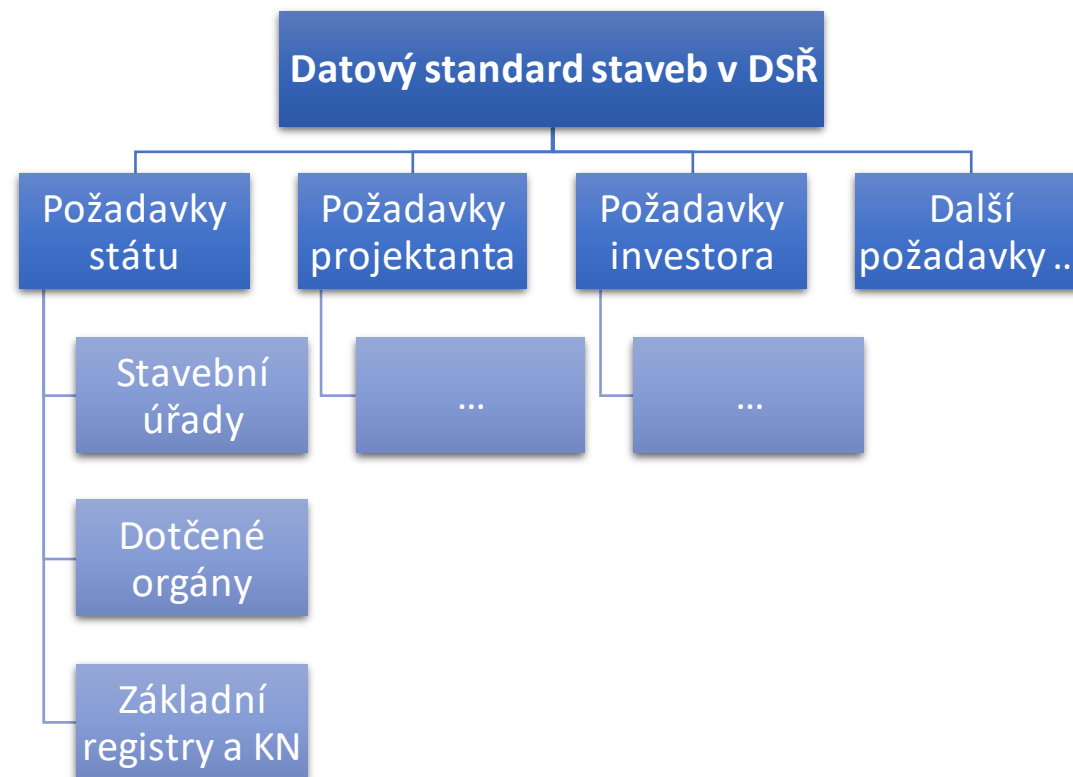 Datový standard staveb v DSŘ
Požadavky
státu
Požadavky
projektanta
Požadavky
investora
Další
požadavky ...
Stavební
úřady
...
...
Dotčené
orgány
Základní
registry a KN